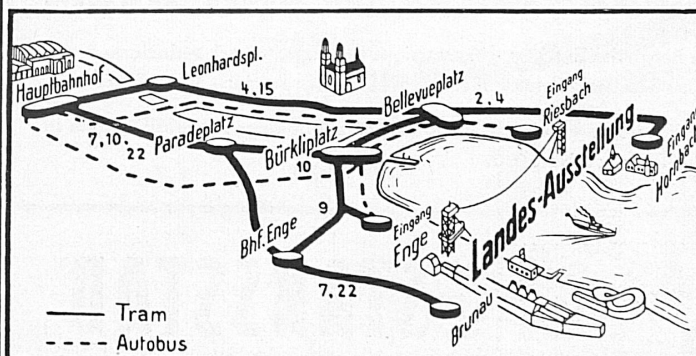 Hauptbahnhof
Leonhardspl.
4.15
Bellevueplatz
2.4
Eingang
Riesbach
Eingang
Hornbach
7,10,
22
Paradeplatz
Bürkliplatz
10
Landes-Ausstellung
9
Eingang
Enge
Bhf. Enge
7,22
Brunau
Tram
Autobus